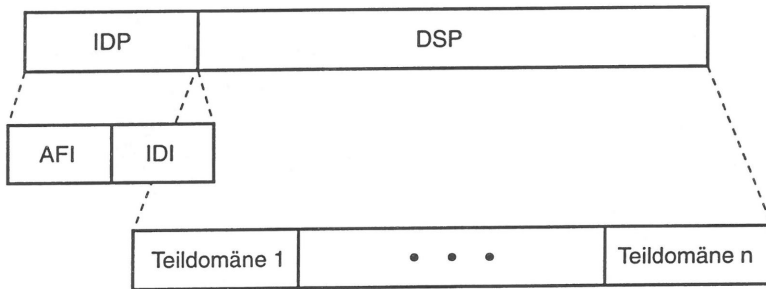 IDP DSP
AFI IDI
Teildomäne 1 • • • Teildomäne n